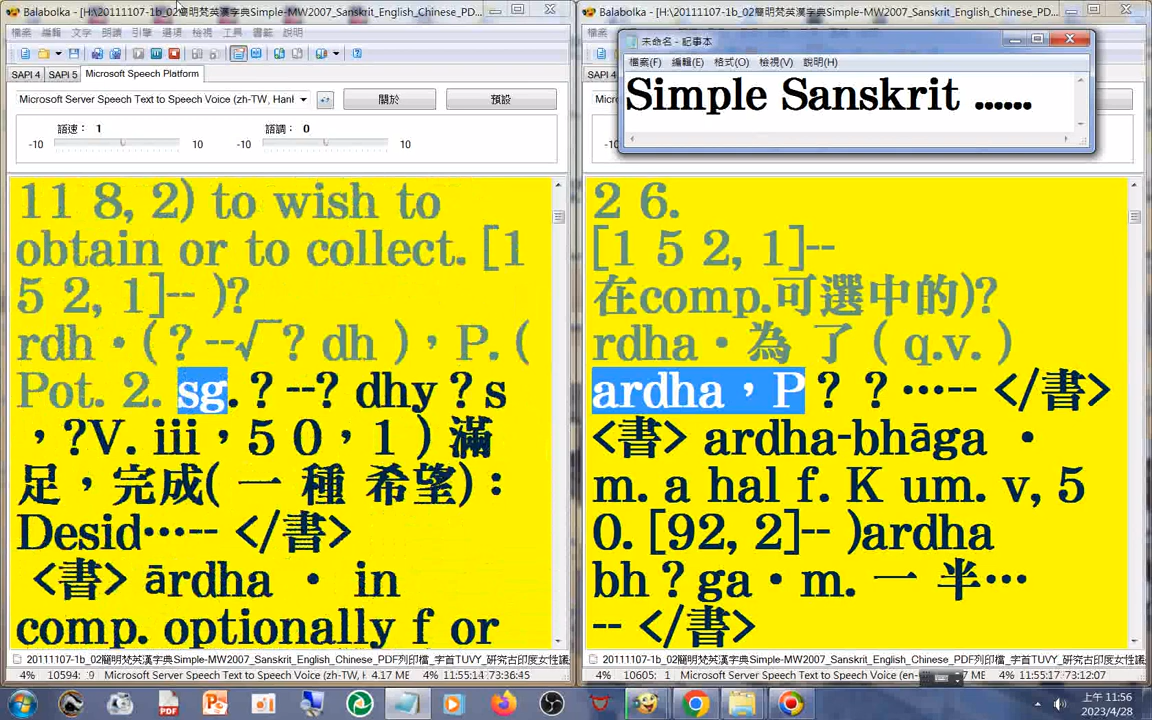 Balabolka - [H:\20111107-1b_02簡明梵英漢字典Simple-MW2007_Sanskrit_English_Chinese_PD...
檔案 編輯 文字 朗讀 引擎 選項 檢視 工具 書籤 說明
SAPI 4 SAPI 5 Microsoft Speech Platform
Microsoft Server Speech Text to Speech Voice (zh-TW, HanH
關於
預設
語速： 1
語調： 0
-10 10 -10 10
11 8, 2) to wish to
obtain or to collect. [1
5 2, 1]-- )?
rdh·(？--√？dh )，P. (
Pot. 2. sg.？--？dhy？s
，?V. iii，5 0，1 ) 滿
足，完成( 一 種 希望)：
Desid…-- </書>
<書> ārdha · in
comp. optionally f or
20111107-1b_02簡明梵英漢字典Simple-MW2007_Sanskrit_English_Chinese_PDF列印檔_字首TUVY_研究古印度女性議
4% 10594: 4.17 ME 4~11:55:14~73:36:45 Microsoft Server Speech Text to Speech Voice (zh-TW, H
Balabolka - [H:\20111107-1b_02簡明梵英漢字典Simple-MW2007_Sanskrit_English_Chinese_PD...
未命名 - 記事本
檔案(F) 編輯(E) 格式(O) 檢視(V) 說明(H)
Simple Sanskrit ......
2 6.
[1 5 2, 1]--
在comp.可選中的)?
rdha·為 了 ( q.v. )
ardha，P？？…-- </書>
<書> ardha-bhāga ·
m. a hal f. K um. v, 5
0. [92, 2]-- )ardha
bh？ga·m. 一 半…
-- </書>
20111107-1b_02簡明梵英漢字典Simple-MW2007_Sanskrit_English_Chinese_PDF列印檔_字首TUVY_研究古印度女性議
4% 10605: 1 4.17 ME 4~11:55:17~73:12:07 Microsoft Server Speech Text to Speech Voice (en-
上午 11:56
2023/4/28